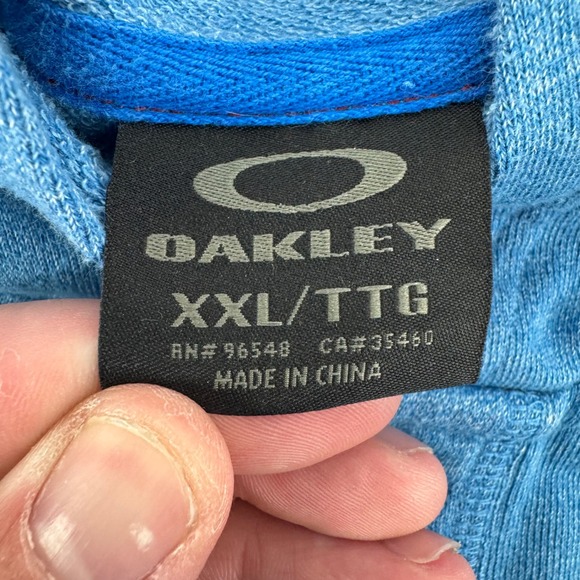 OAKLEY
XXL/TTG
RN# 96548 CA# 35460
MADE IN CHINA